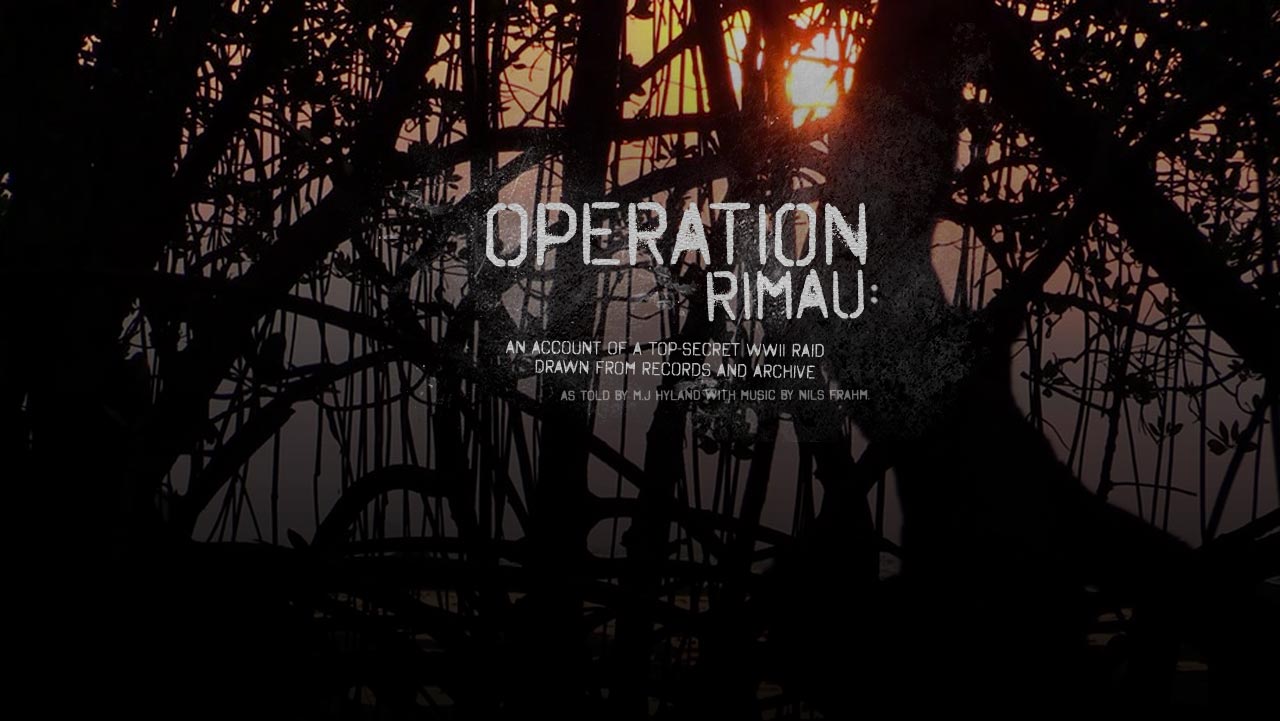 OPERATION
RIMAU:
AN ACCOUNT OF A TOP-SECRET WWII RAID
DRAWN FROM RECORDS AND ARCHIVE
AS TOLD BY M.J HYLAND WITH MUSIC BY NILS FRAHM.